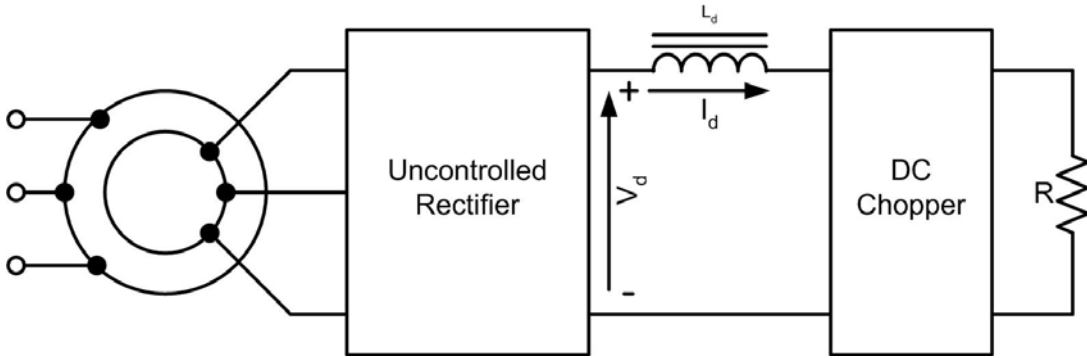 L_d
+
I_d
Uncontrolled
Rectifier
V_d
DC
Chopper
R
-